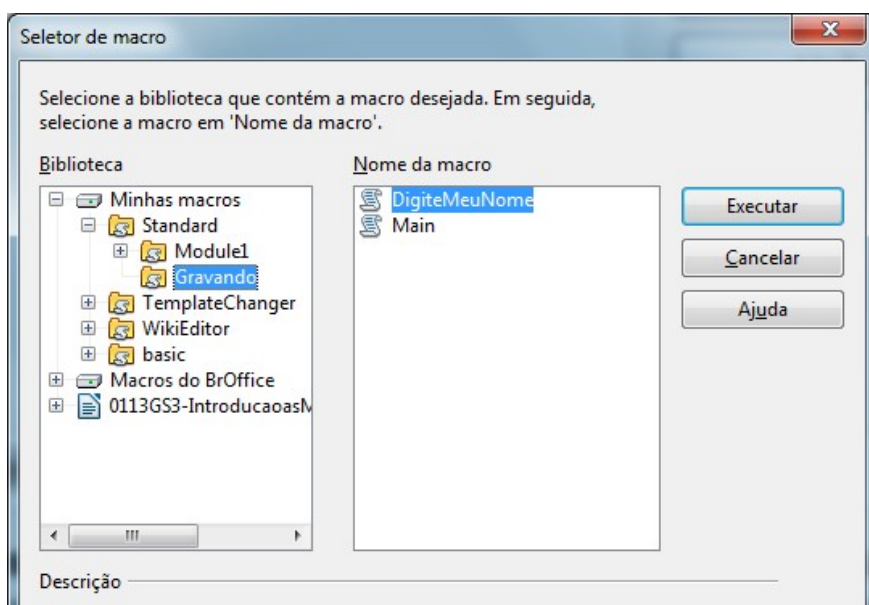 Seletor de macro
Selecione a biblioteca que contém a macro desejada. Em seguida,
selecione a macro em 'Nome da macro'.
Biblioteca
Minhas macros
Standard
Module1
Gravando
TemplateChanger
WikiEditor
basic
Macros do BrOffice
0113GS3-IntroducaoasM
Nome da macro
DigiteMeuNome
Main
Executar
Cancelar
Ajuda
Descrição